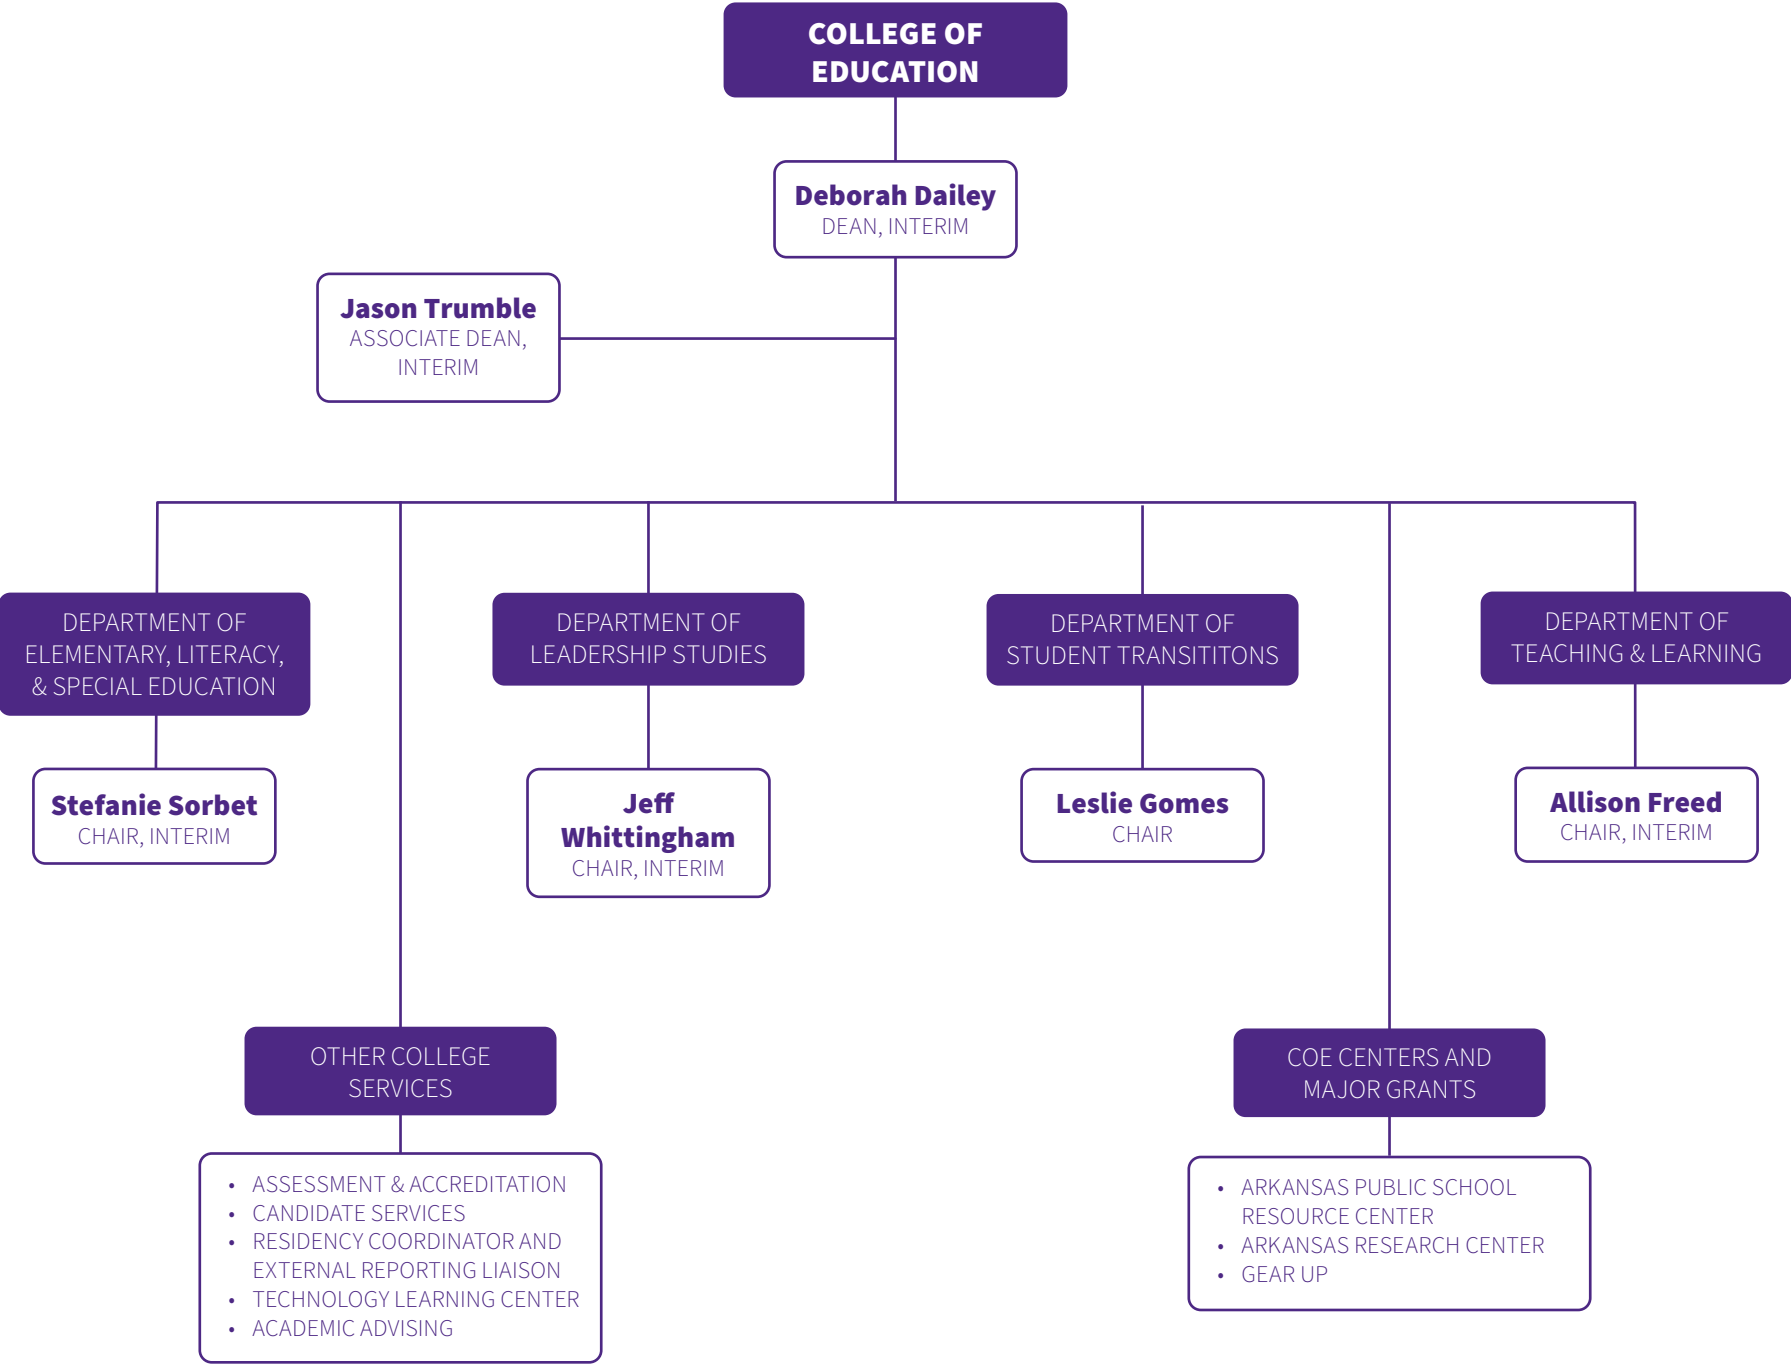 COLLEGE OF
EDUCATION
Deborah Dailey
DEAN, INTERIM
Jason Trumble
ASSOCIATE DEAN,
INTERIM
DEPARTMENT OF
ELEMENTARY, LITERACY,
& SPECIAL EDUCATION
Stefanie Sorbet
CHAIR, INTERIM
DEPARTMENT OF
LEADERSHIP STUDIES
Jeff
Whittingham
CHAIR, INTERIM
DEPARTMENT OF
STUDENT TRANSITITONS
Leslie Gomes
CHAIR
DEPARTMENT OF
TEACHING & LEARNING
Allison Freed
CHAIR, INTERIM
OTHER COLLEGE
SERVICES
• ASSESSMENT & ACCREDITATION
• CANDIDATE SERVICES
• RESIDENCY COORDINATOR AND
EXTERNAL REPORTING LIAISON
• TECHNOLOGY LEARNING CENTER
• ACADEMIC ADVISING
COE CENTERS AND
MAJOR GRANTS
• ARKANSAS PUBLIC SCHOOL
RESOURCE CENTER
• ARKANSAS RESEARCH CENTER
• GEAR UP